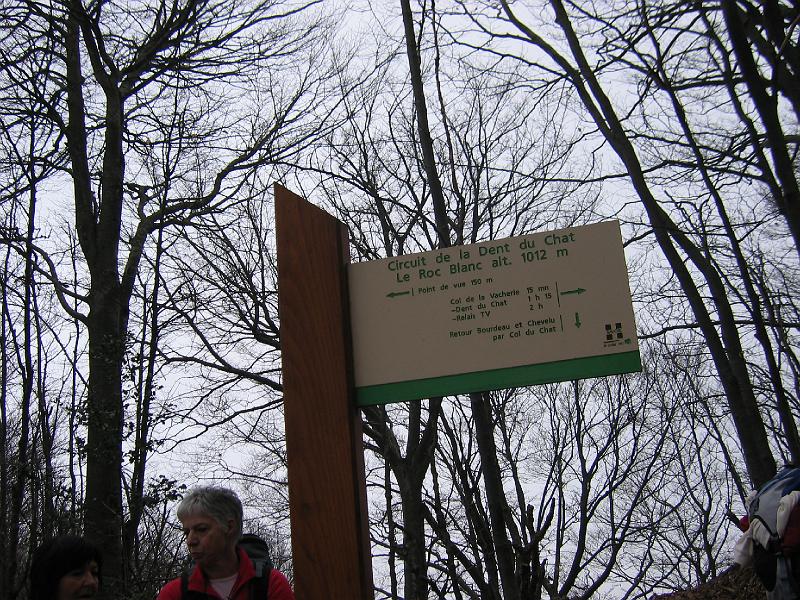 Circuit de la Dent du Chat
Le Roc Blanc alt. 1012 m
Point de vue 150 m
Col de la Vacherie 15 mn
-Dent du Chat 1 h 15
-Relais TV 2 h
Retour Bourdeau et Chevelu
par Col du Chat